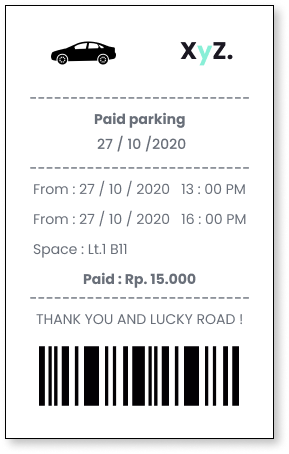 XyZ.
Paid parking
27 / 10 /2020
From : 27 / 10 / 2020 13 : 00 PM
From : 27 / 10 / 2020 16 : 00 PM
Space : Lt.1 B11
Paid : Rp. 15.000
THANK YOU AND LUCKY ROAD !